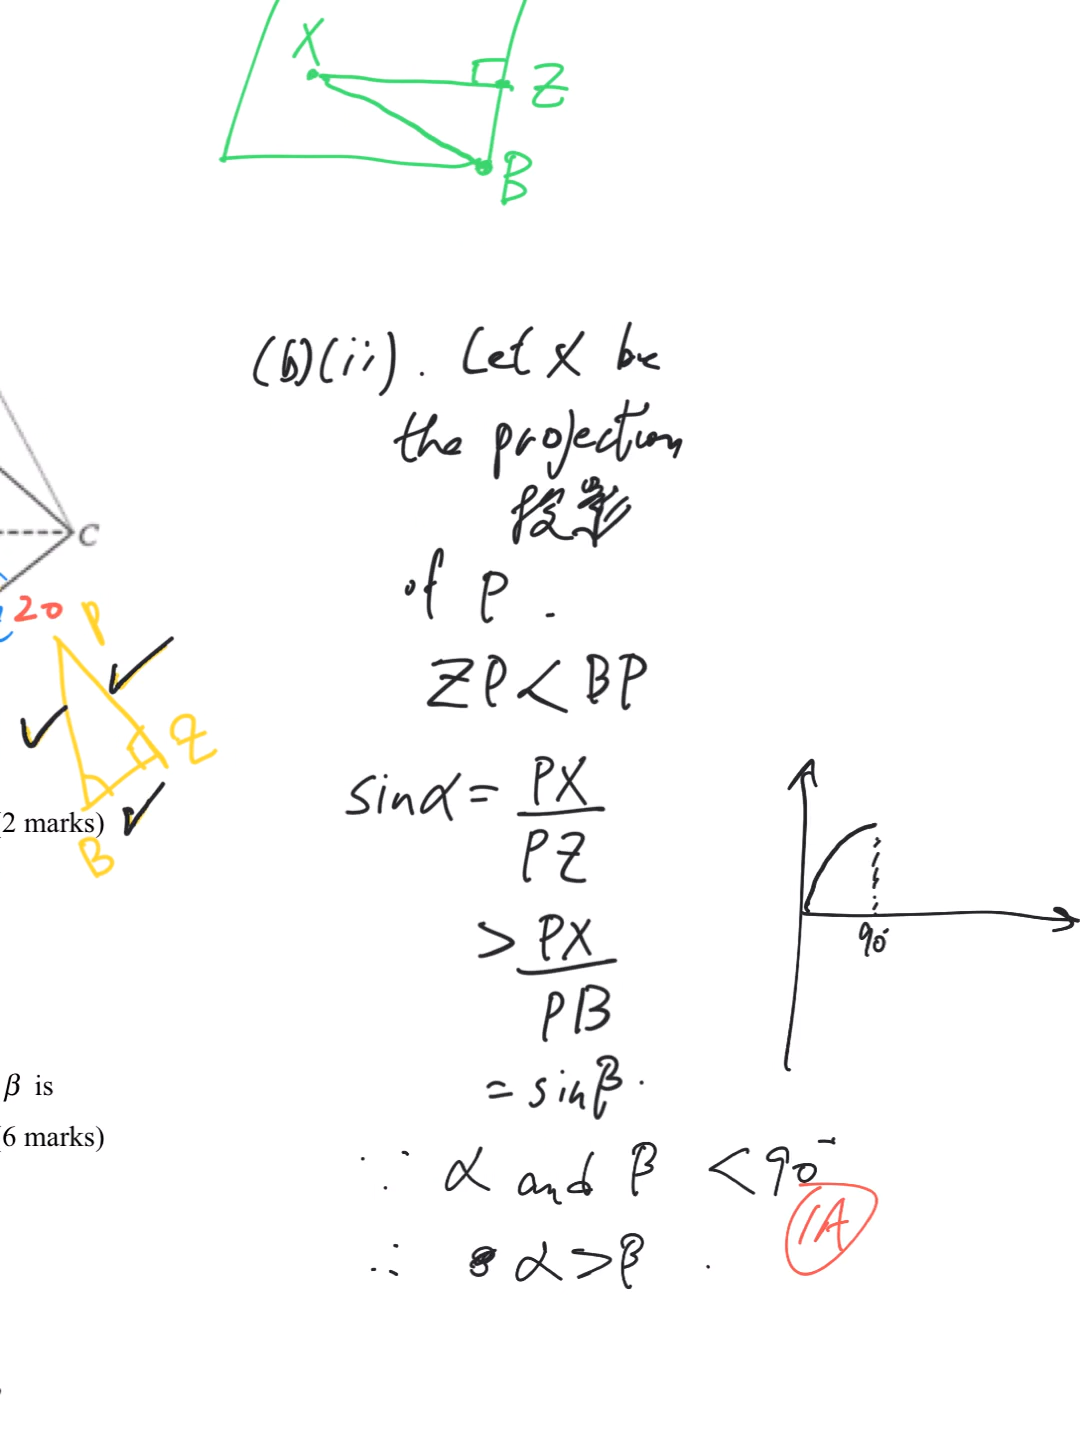 X
Z
B
(b)(ii). Let X be
the projection
投影
of P.
C
20
P
ZP < BP
Z
sinα = PX
PZ
(2 marks)
B
> PX
PB
90°
= sinβ.
β is
(6 marks)
∵ α and β < 90°
1A
∴ α > β.